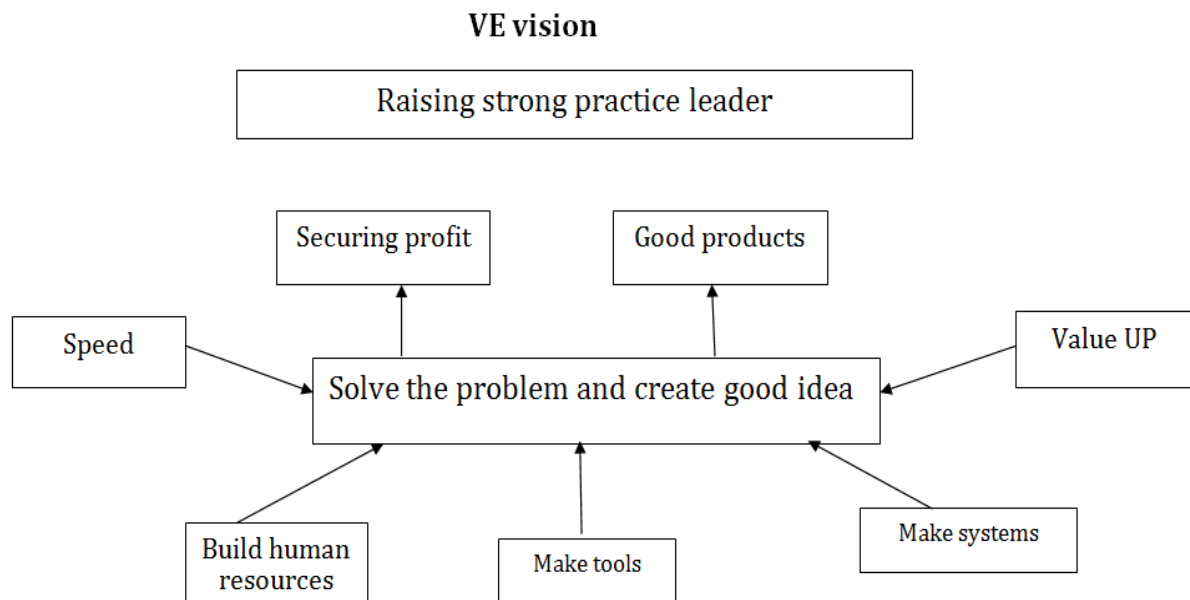 VE vision
Raising strong practice leader
Securing profit
Good products
Speed
Value UP
Solve the problem and create good idea
Build human
resources
Make tools
Make systems